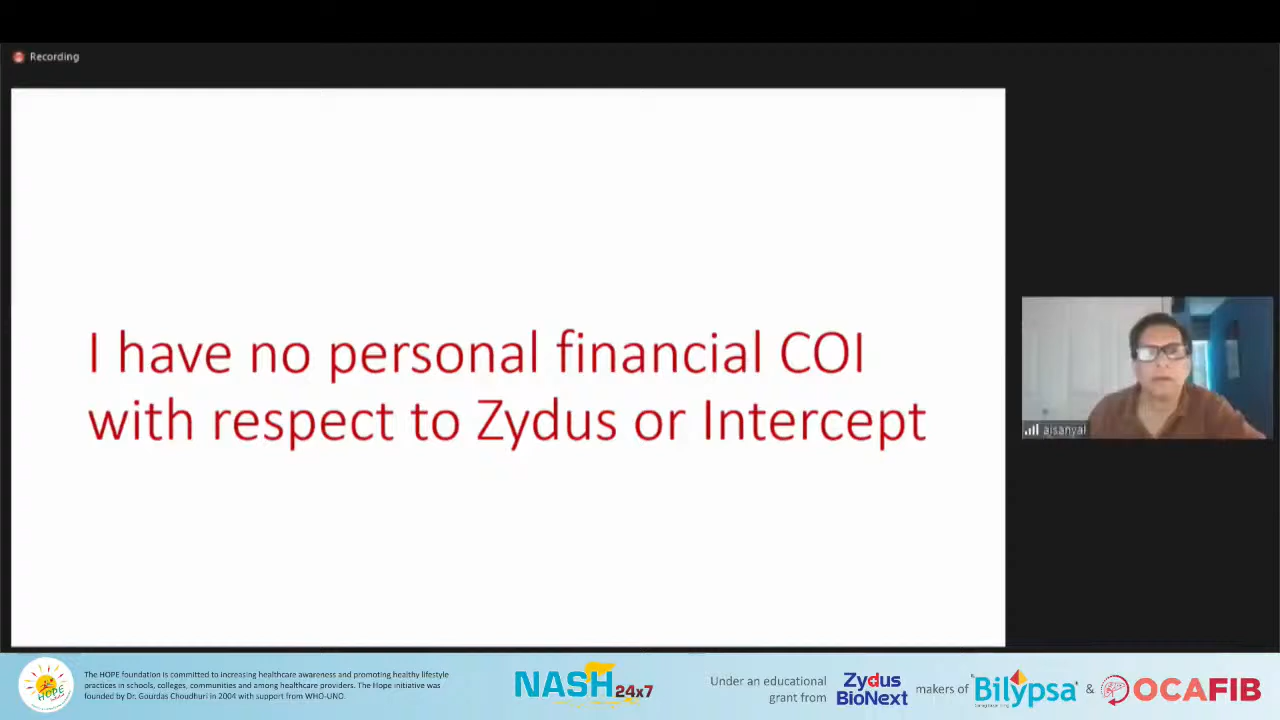 Recording
I have no personal financial COI
with respect to Zydus or Intercept
ajsanyal
HOPE
The HOPE foundation is committed to increasing healthcare awareness and promoting healthy lifestyle
practices in schools, colleges, communities and among healthcare providers. The Hope initiative was
founded by Dr. Gourdas Choudhuri in 2004 with support from WHO-UNO.
NASH 24x7
Under an educational
grant from
Zydus
BioNext
makers of
"Bilypsa" & OCAFIB